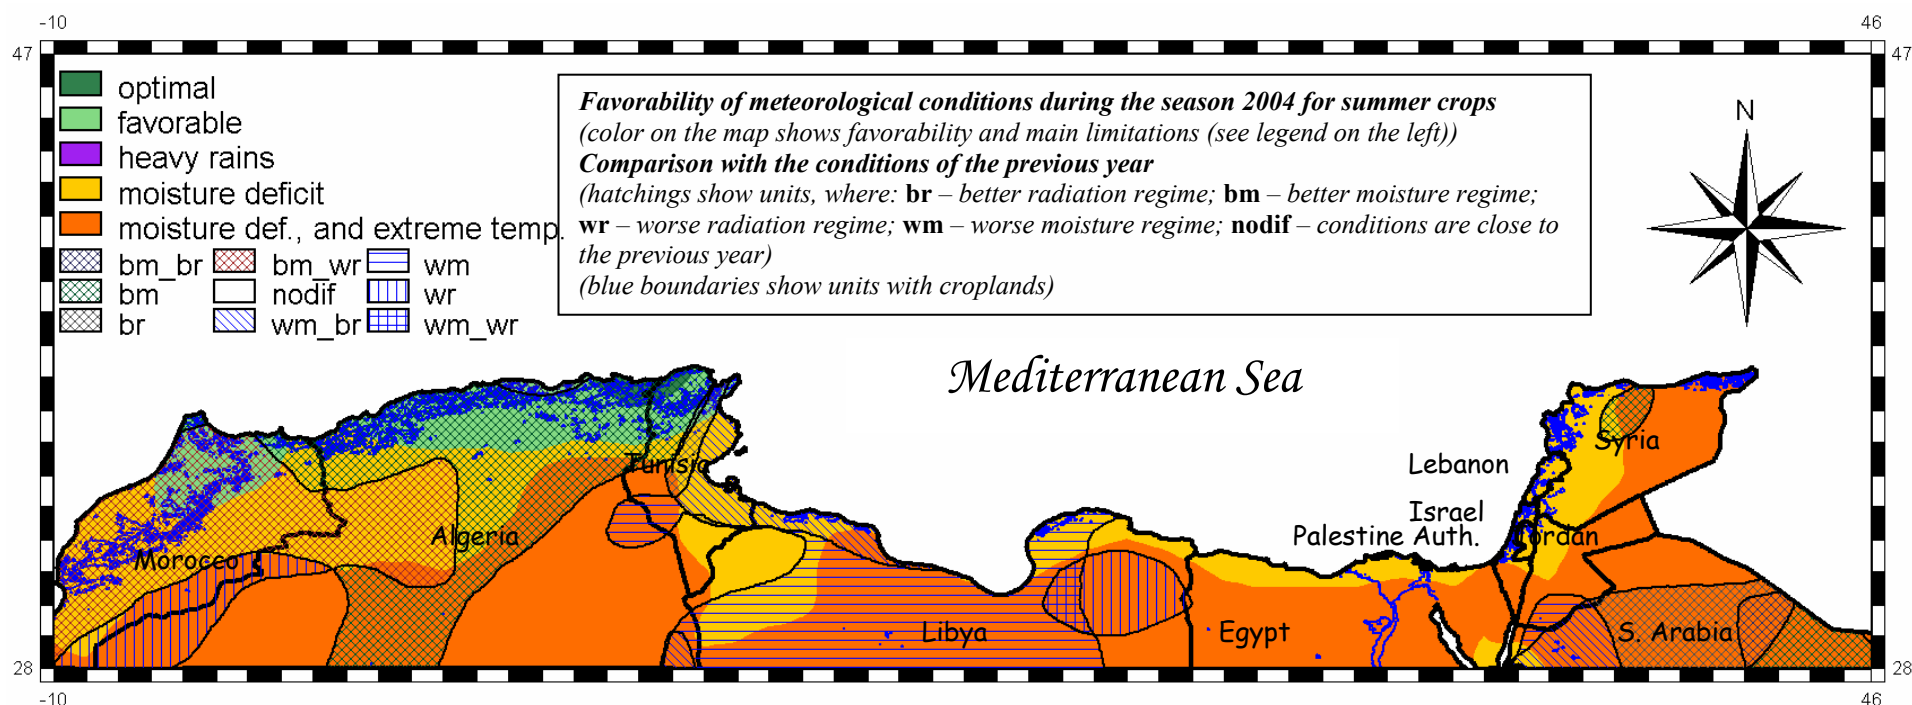 -10 46
47 47
optimal
favorable
heavy rains
moisture deficit
moisture def., and extreme temp.
bm_br bm_wr wm
bm nodif wr
br wm_br wm_wr
Favorability of meteorological conditions during the season 2004 for summer crops
(color on the map shows favorability and main limitations (see legend on the left))
Comparison with the conditions of the previous year
(hatchings show units, where: br – better radiation regime; bm – better moisture regime;
wr – worse radiation regime; wm – worse moisture regime; nodif – conditions are close to
the previous year)
(blue boundaries show units with croplands)
N
Mediterranean Sea
Syria
Tunisia
Lebanon
Israel
Palestine Auth.
Jordan
Algeria
Morocco
Libya
Egypt
S. Arabia
28 28
-10 46